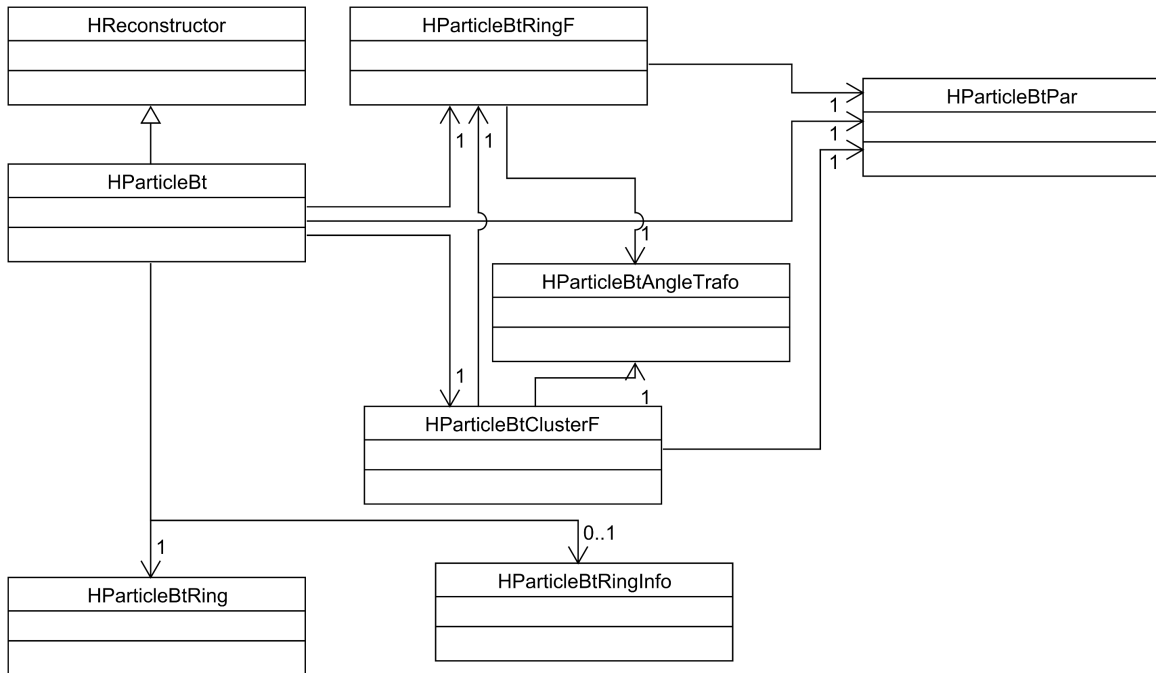 HReconstructor
HParticleBtRingF
HParticleBtPar
1
1
1
1
1
HParticleBt
1
HParticleBtAngleTrafo
1
1
HParticleBtClusterF
0..1
1
HParticleBtRingInfo
HParticleBtRing